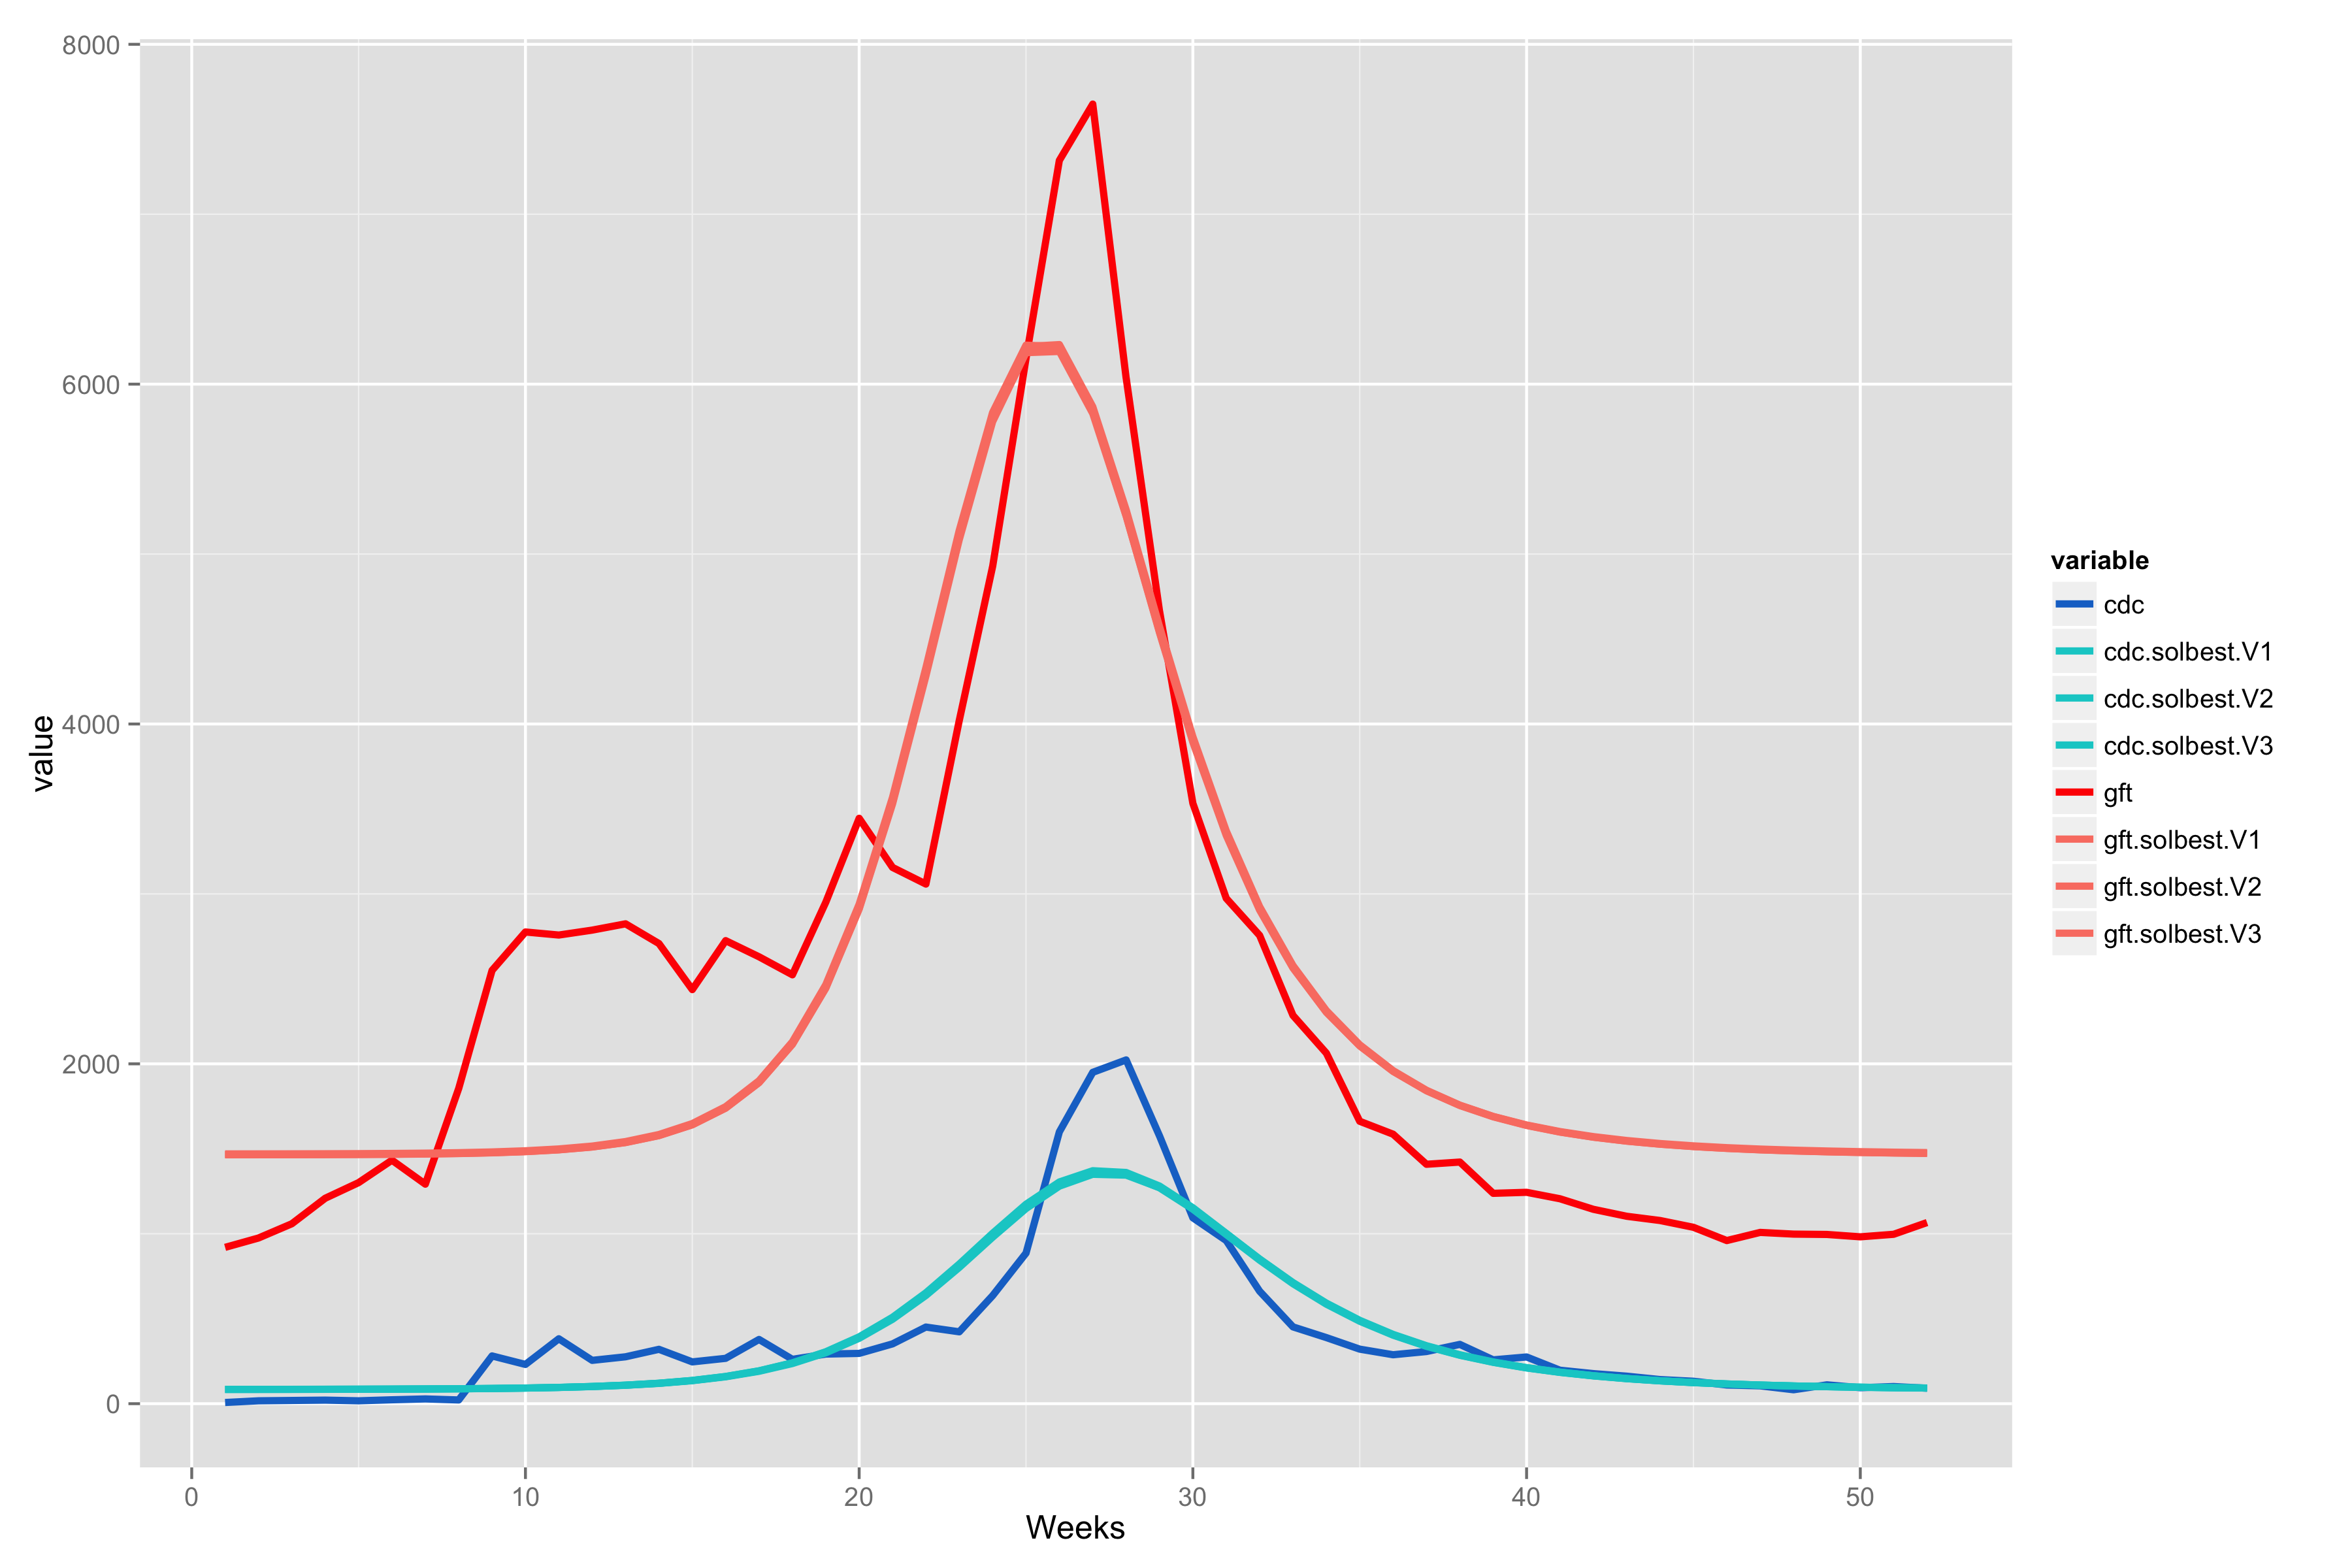 8000
6000
4000
2000
0
value
0 10 20 30 40 50
Weeks
variable
cdc
cdc.solbest.V1
cdc.solbest.V2
cdc.solbest.V3
gft
gft.solbest.V1
gft.solbest.V2
gft.solbest.V3